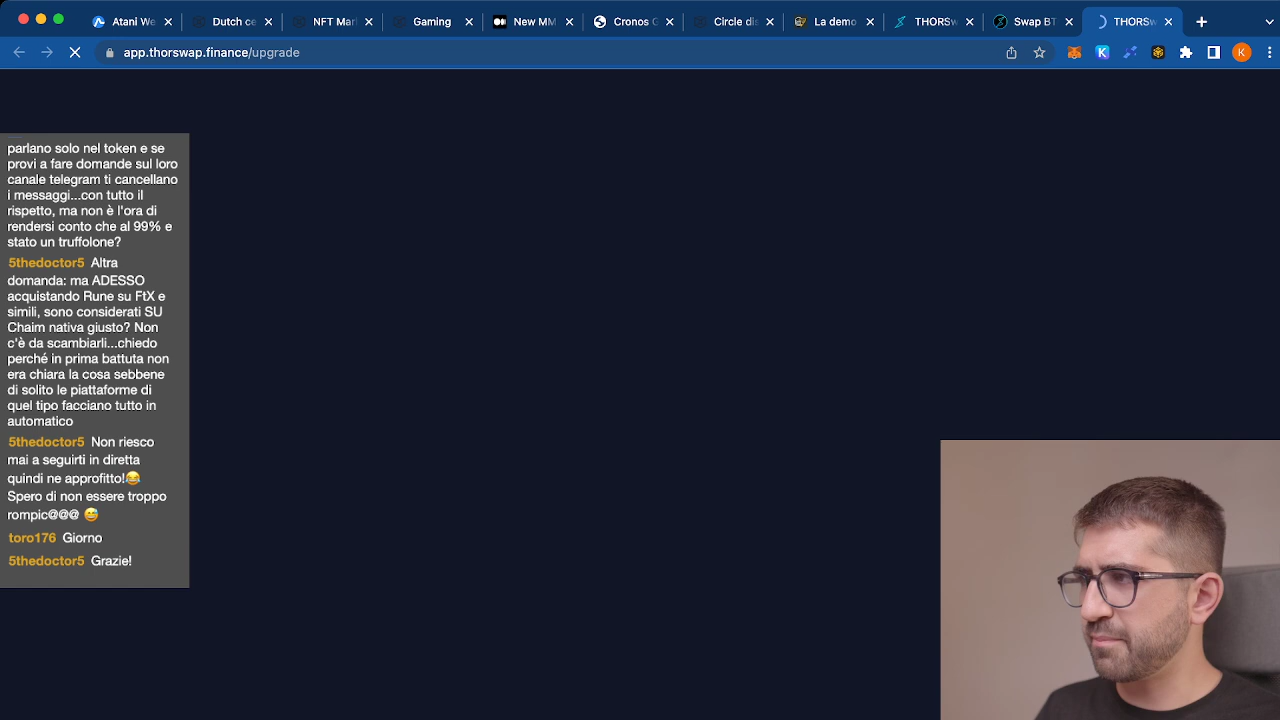 Atani We
Dutch ce
NFT Marl
Gaming
New MM
Cronos G
Circle dis
La demo
THORSw
Swap BT
THORSw
app.thorswap.finance/upgrade
K
K
parlano solo nel token e se
provi a fare domande sul loro
canale telegram ti cancellano
i messaggi...con tutto il
rispetto, ma non è l'ora di
rendersi conto che al 99% e
stato un truffolone?
5thedoctor5 Altra
domanda: ma ADESSO
acquistando Rune su FtX e
simili, sono considerati SU
Chaim nativa giusto? Non
c'è da scambiarli...chiedo
perché in prima battuta non
era chiara la cosa sebbene
di solito le piattaforme di
quel tipo facciano tutto in
automatico
5thedoctor5 Non riesco
mai a seguirti in diretta
quindi ne approfitto!😂
Spero di non essere troppo
rompic@@@ 😅
toro176 Giorno
5thedoctor5 Grazie!